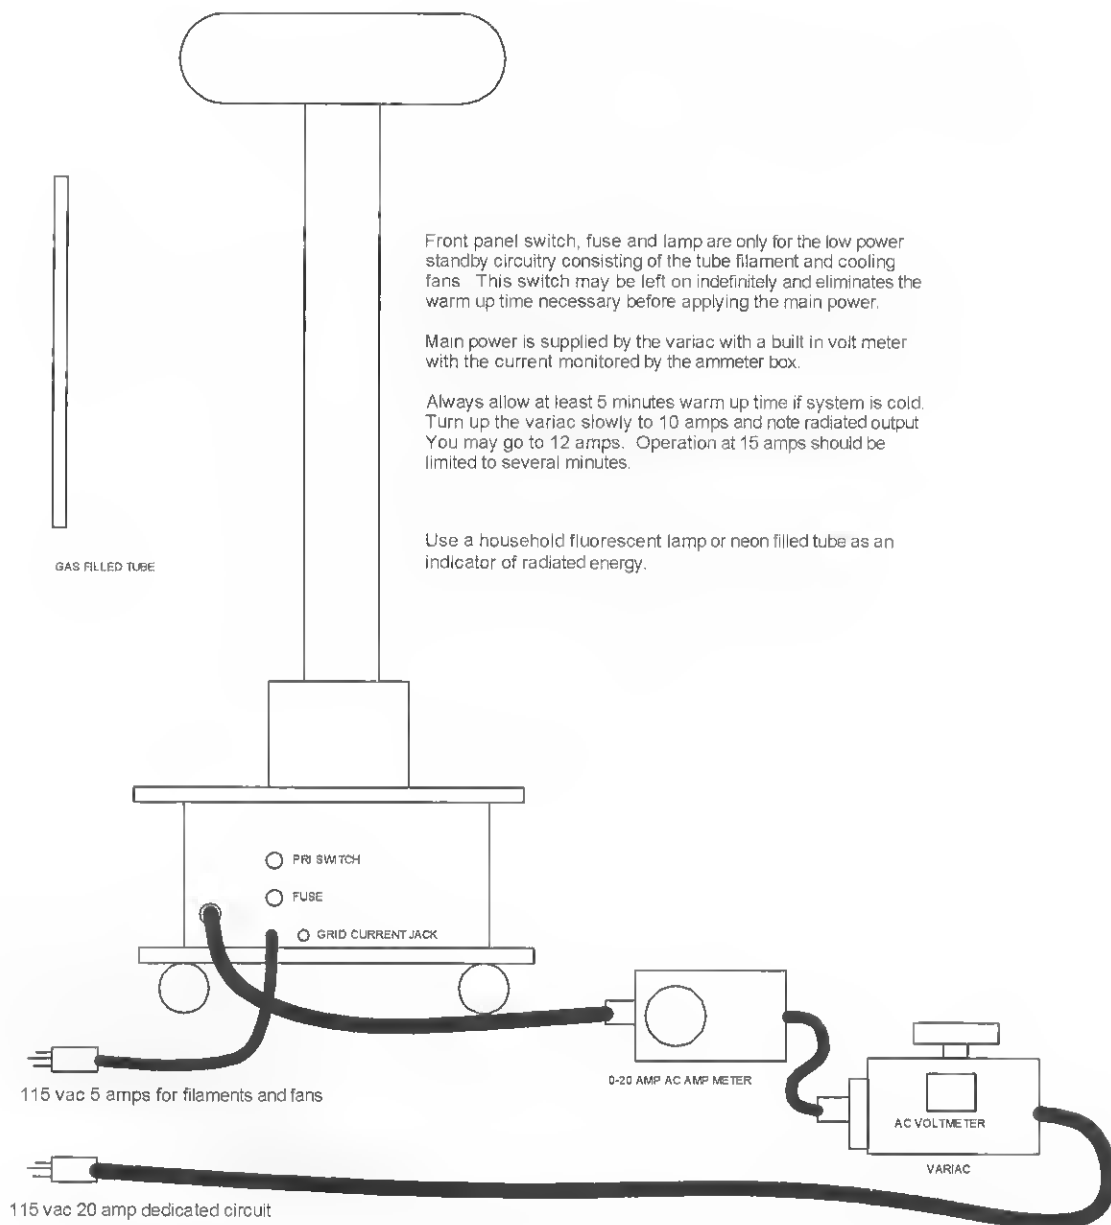 Front panel switch, fuse and lamp are only for the low power
standby circuitry consisting of the tube filament and cooling
fans This switch may be left on indefinitely and eliminates the
warm up time necessary before applying the main power.
Main power is supplied by the variac with a built in volt meter
with the current monitored by the ammeter box.
Always allow at least 5 minutes warm up time if system is cold.
Turn up the variac slowly to 10 amps and note radiated output
You may go to 12 amps. Operation at 15 amps should be
limited to several minutes.
Use a household fluorescent lamp or neon filled tube as an
indicator of radiated energy.
GAS FILLED TUBE
PRI SWITCH
FUSE
GRID CURRENT JACK
0-20 AMP AC AMP METER
115 vac 5 amps for filaments and fans
AC VOLTMETER
VARIAC
115 vac 20 amp dedicated circuit